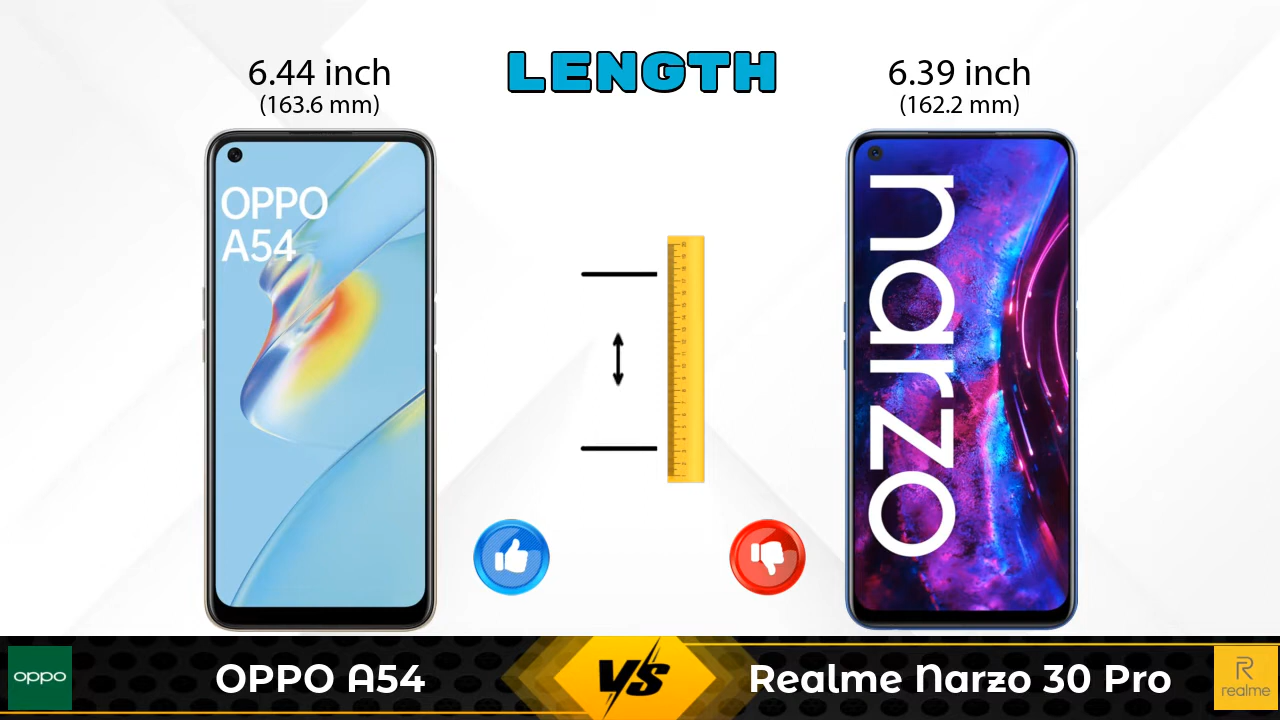 LENGTH
6.44 inch
(163.6 mm)
6.39 inch
(162.2 mm)
OPPO
A54
narzo
oppo
OPPO A54
VS
Realme Narzo 30 Pro
R
realme